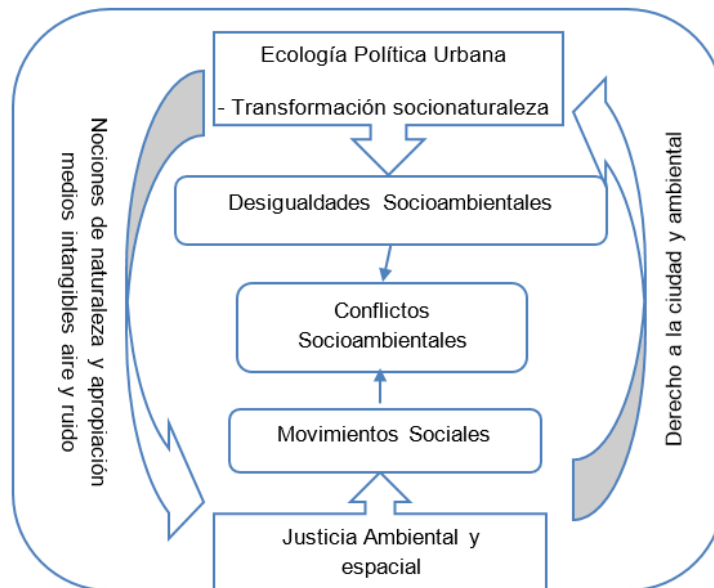 Ecología Política Urbana
- Transformación socionaturaleza
Desigualdades Socioambientales
Conflictos
Socioambientales
Movimientos Sociales
Justicia Ambiental y
espacial
Nociones de naturaleza y apropiación
medios intangibles aire y ruido
Derecho a la ciudad y ambiental